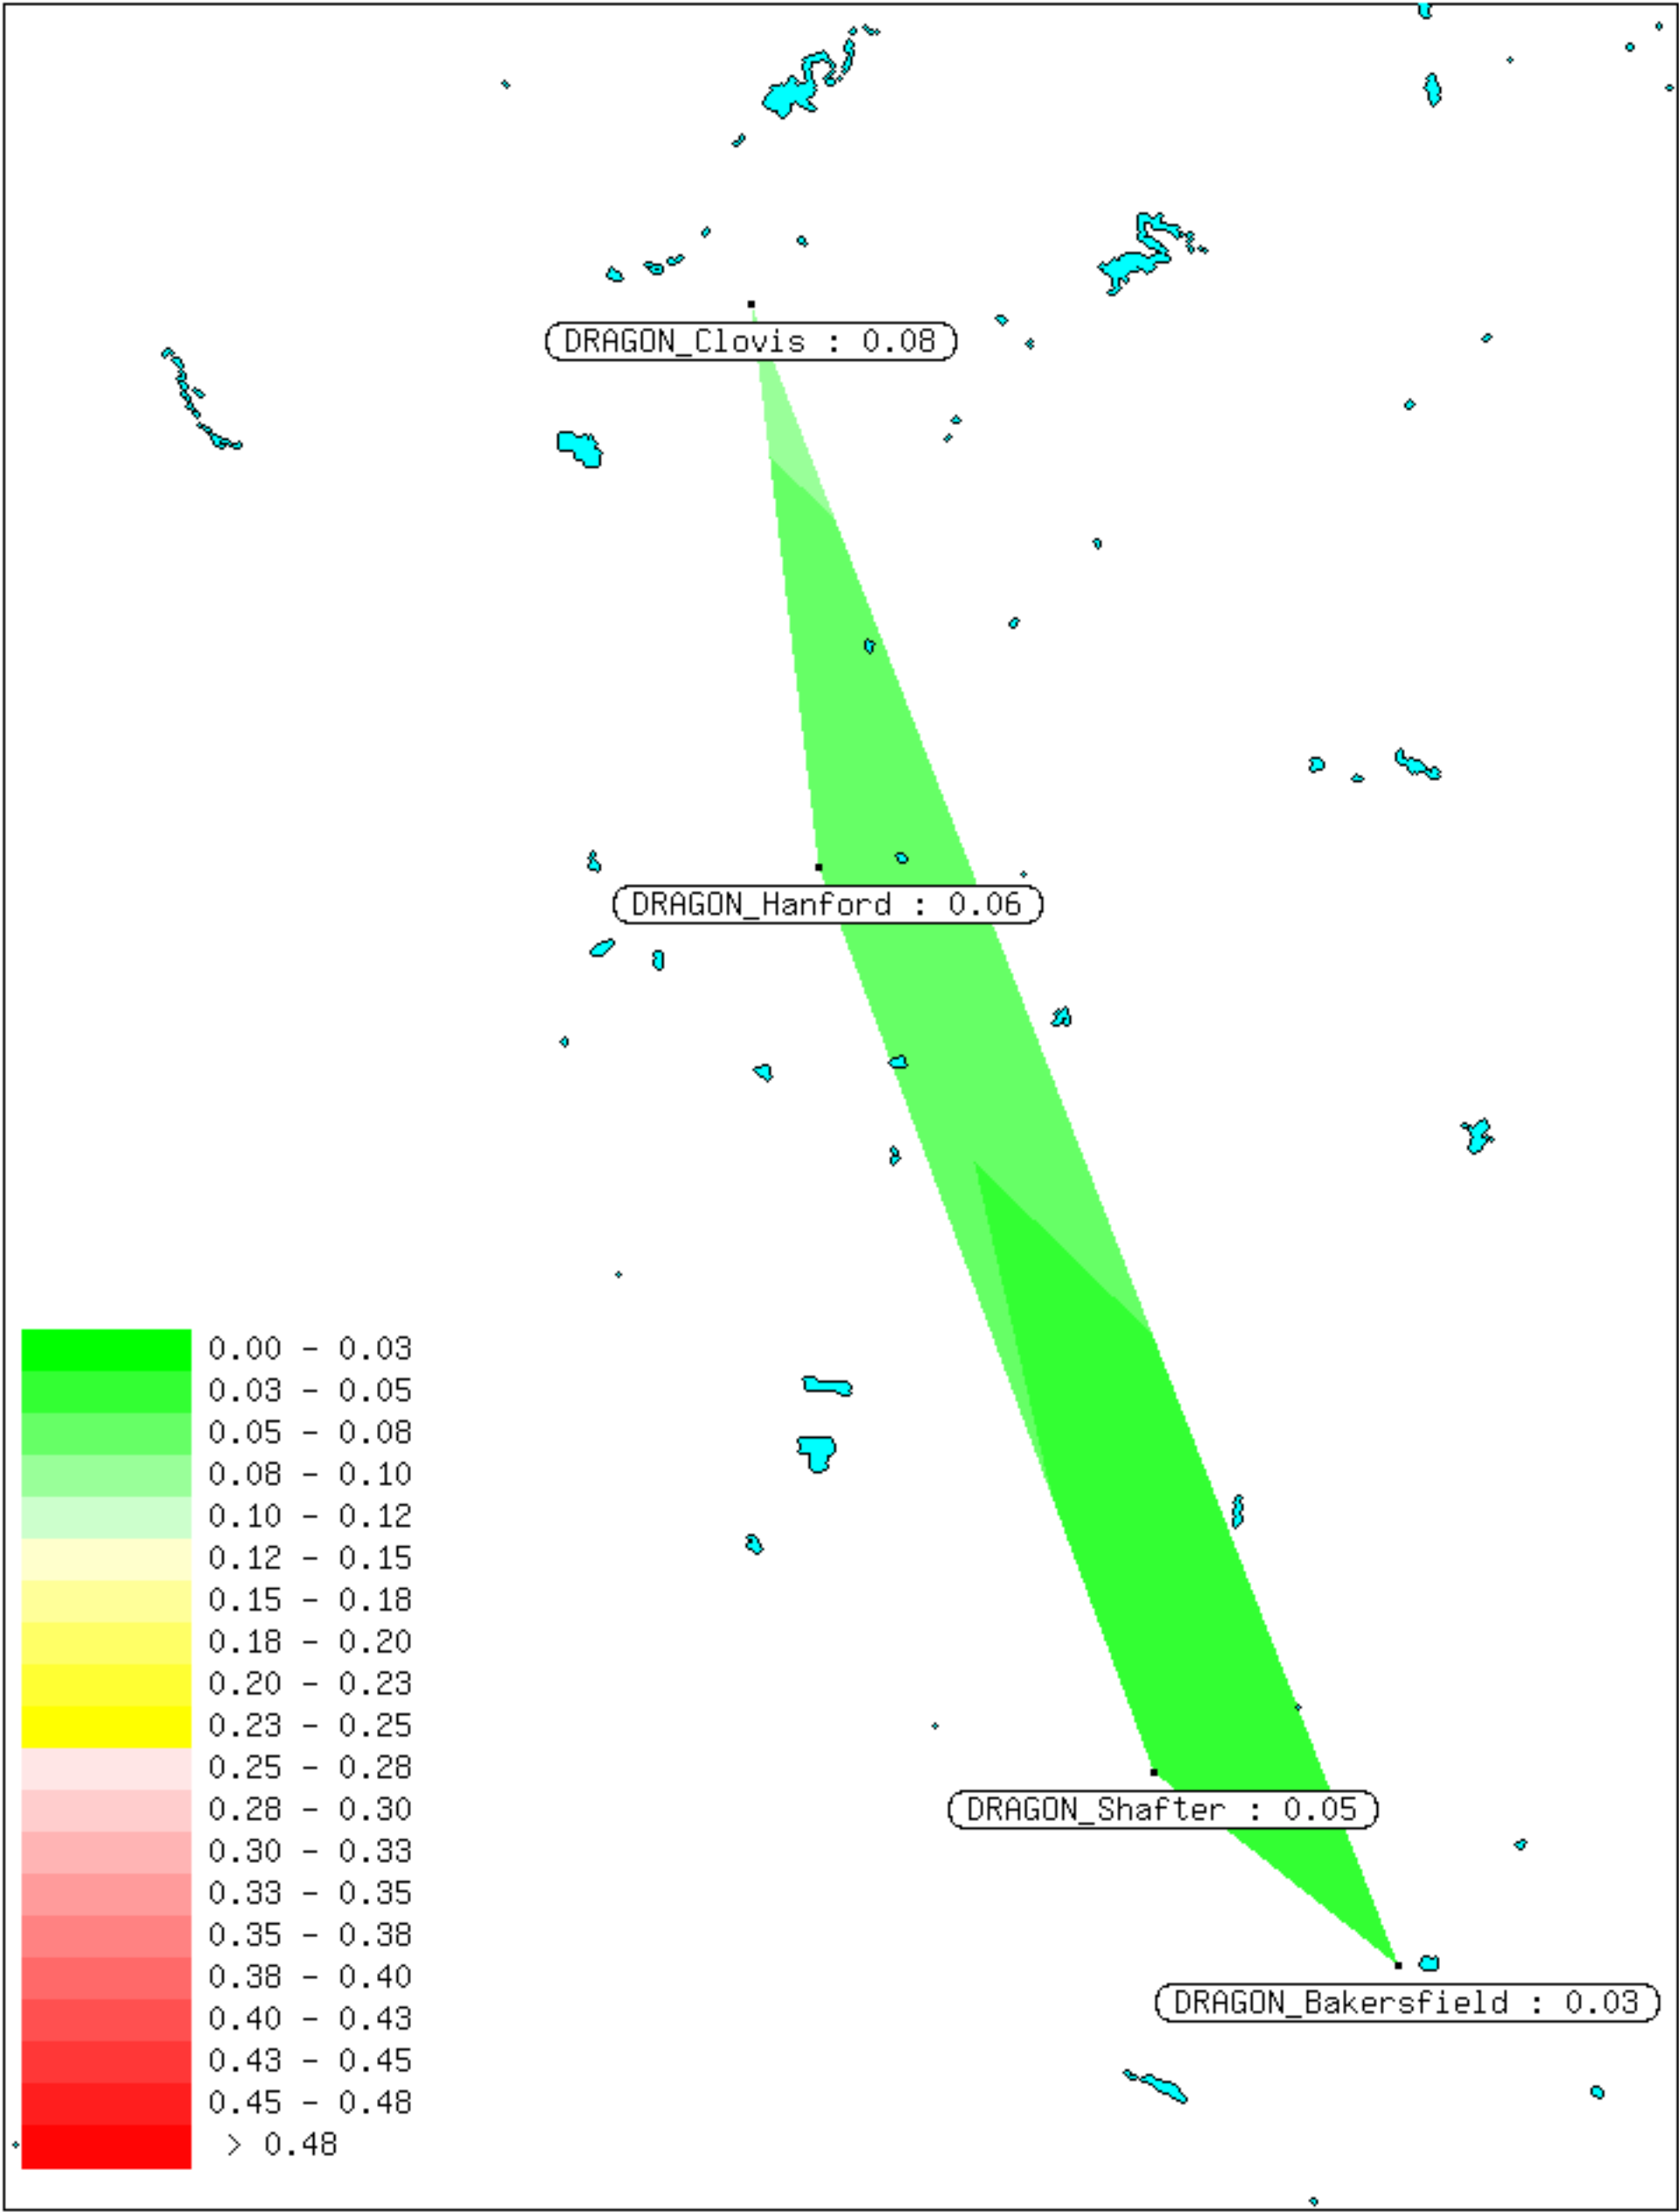 DRAGON_Clovis : 0.08
DRAGON_Hanford : 0.06
0.00 - 0.03
0.03 - 0.05
0.05 - 0.08
0.08 - 0.10
0.10 - 0.12
0.12 - 0.15
0.15 - 0.18
0.18 - 0.20
0.20 - 0.23
0.23 - 0.25
0.25 - 0.28
0.28 - 0.30
0.30 - 0.33
0.33 - 0.35
0.35 - 0.38
0.38 - 0.40
0.40 - 0.43
0.43 - 0.45
0.45 - 0.48
> 0.48
DRAGON_Shafter : 0.05
DRAGON_Bakersfield : 0.03